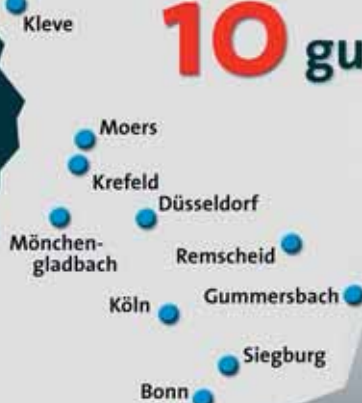 Kleve
10 gu
Moers
Krefeld
Düsseldorf
Mönchen-
gladbach
Remscheid
Köln
Gummersbach
Siegburg
Bonn